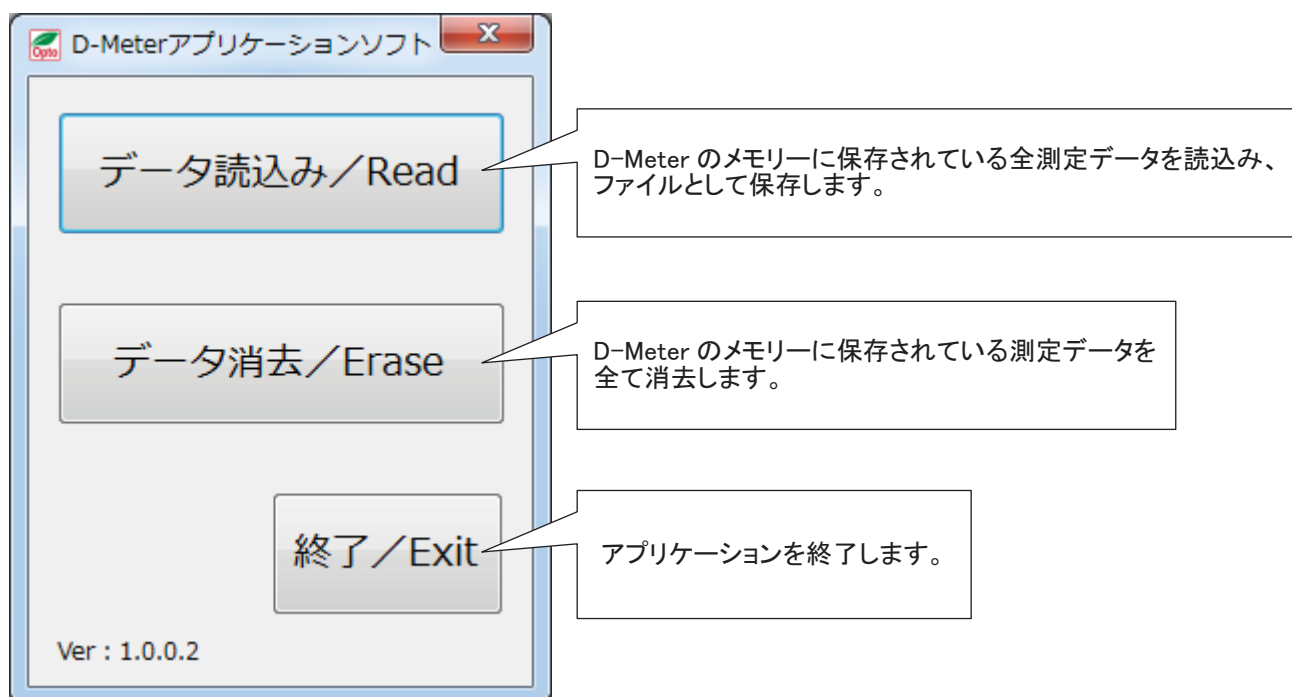 Opto
D-Meterアプリケーションソフト
データ読込み／Read
D-Meter のメモリーに保存されている全測定データを読込み、
ファイルとして保存します。
データ消去／Erase
D-Meter のメモリーに保存されている測定データを
全て消去します。
終了／Exit
アプリケーションを終了します。
Ver : 1.0.0.2